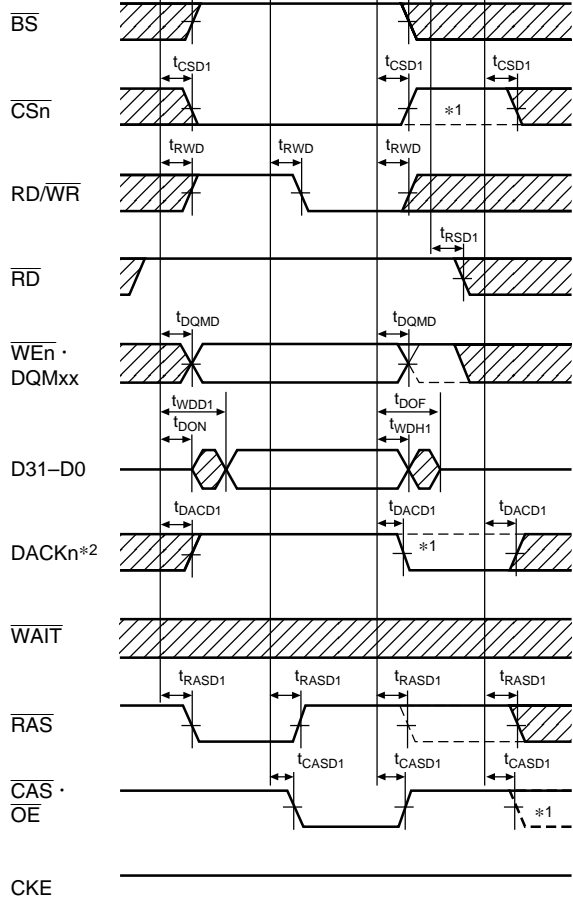 BS
tCSD1 tCSD1 tCSD1
CSn
*1
tRWD tRWD tRWD
RD/WR
tRSD1
RD
tDQMD tDQMD
WEn ·
DQMxx
tWDD1 tDOF
tDON tWDH1
D31–D0
tDACD1 tDACD1 tDACD1
DACKn*2
*1
WAIT
tRASD1 tRASD1 tRASD1 tRASD1
RAS
tCASD1 tCASD1 tCASD1
CAS ·
OE
*1
CKE